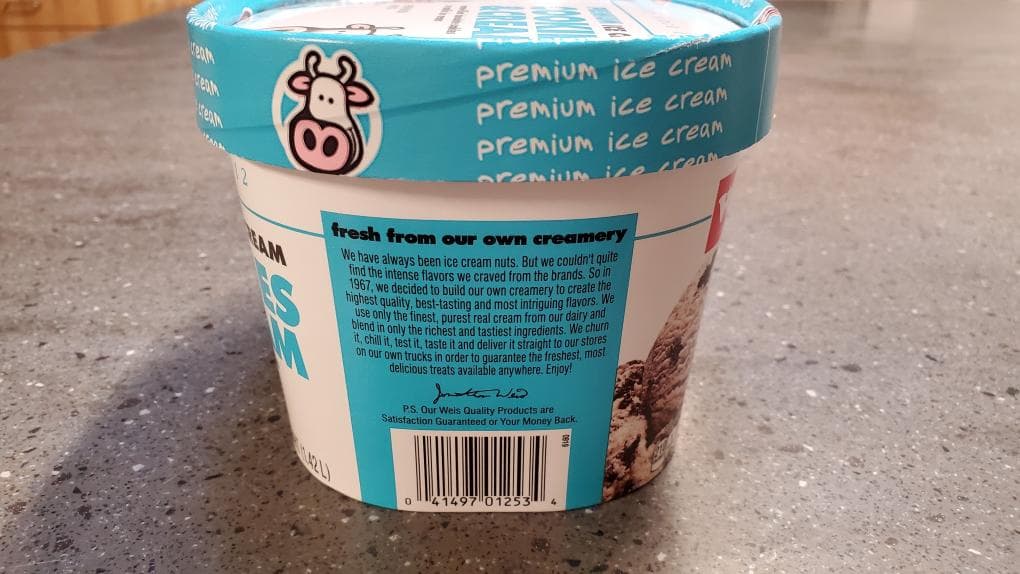 cream
cream
cream
premium ice cream
premium ice cream
premium ice cream
premium ice cream
2
EAM
ES
M
1.42L)
fresh from our own creamery
We have always been ice cream nuts. But we couldn't quite
find the intense flavors we craved from the brands. So in
1967, we decided to build our own creamery to create the
highest quality, best-tasting and most intriguing flavors. We
use only the finest, purest real cream from our dairy and
blend in only the richest and tastiest ingredients. We churn
it, chill it, test it, taste it and deliver it straight to our stores
on our own trucks in order to guarantee the freshest, most
delicious treats available anywhere. Enjoy!
P.S. Our Weis Quality Products are
Satisfaction Guaranteed or Your Money Back.
0819
0 41497 01253 4